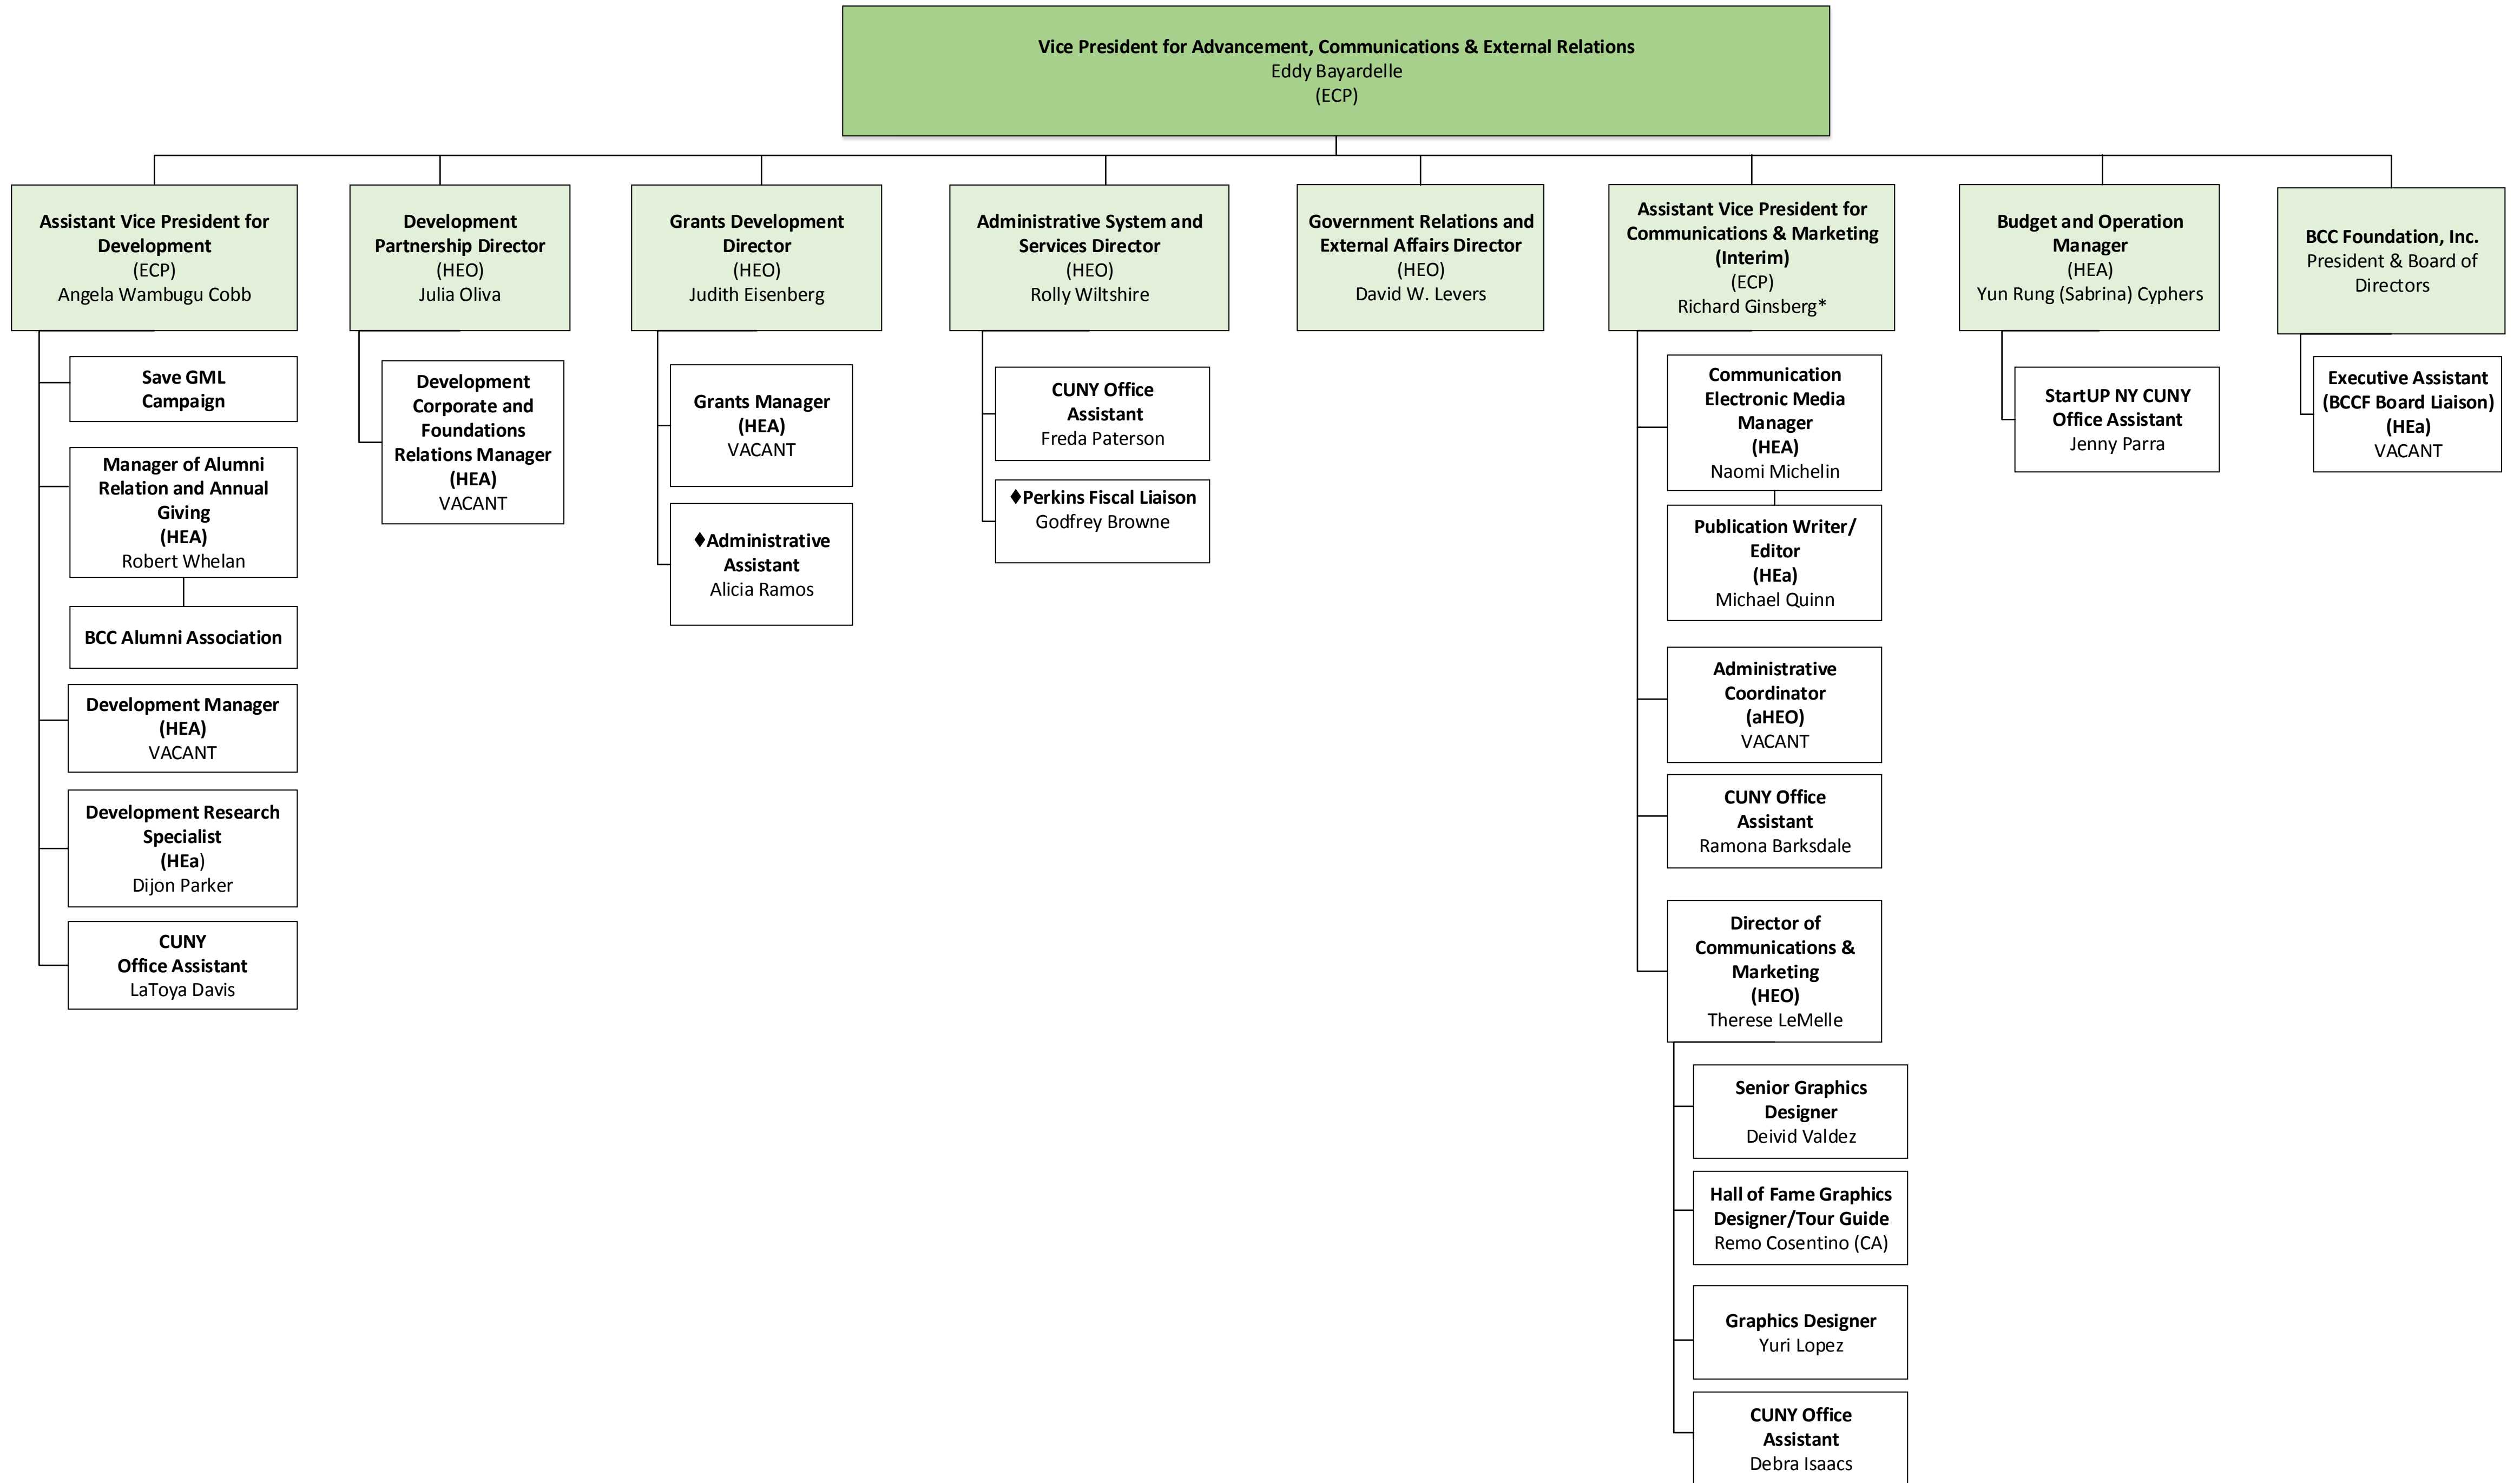 Vice President for Advancement, Communications & External Relations
Eddy Bayardelle
(ECP)
Assistant Vice President for
Development
(ECP)
Angela Wambugu Cobb
Save GML
Campaign
Manager of Alumni
Relation and Annual
Giving
(HEA)
Robert Whelan
BCC Alumni Association
Development Manager
(HEA)
VACANT
Development Research
Specialist
(HEa)
Dijon Parker
CUNY
Office Assistant
LaToya Davis
Development
Partnership Director
(HEO)
Julia Oliva
Development
Corporate and
Foundations
Relations Manager
(HEA)
VACANT
Grants Development
Director
(HEO)
Judith Eisenberg
Grants Manager
(HEA)
VACANT
♦Administrative
Assistant
Alicia Ramos
Administrative System and
Services Director
(HEO)
Rolly Wiltshire
CUNY Office
Assistant
Freda Paterson
♦Perkins Fiscal Liaison
Godfrey Browne
Government Relations and
External Affairs Director
(HEO)
David W. Levers
Assistant Vice President for
Communications & Marketing
(Interim)
(ECP)
Richard Ginsberg*
Communication
Electronic Media
Manager
(HEA)
Naomi Michelin
Publication Writer/
Editor
(HEa)
Michael Quinn
Administrative
Coordinator
(aHEO)
VACANT
CUNY Office
Assistant
Ramona Barksdale
Director of
Communications &
Marketing
(HEO)
Therese LeMelle
Senior Graphics
Designer
Deivid Valdez
Hall of Fame Graphics
Designer/Tour Guide
Remo Cosentino (CA)
Graphics Designer
Yuri Lopez
CUNY Office
Assistant
Debra Isaacs
Budget and Operation
Manager
(HEA)
Yun Rung (Sabrina) Cyphers
StartUP NY CUNY
Office Assistant
Jenny Parra
BCC Foundation, Inc.
President & Board of
Directors
Executive Assistant
(BCCF Board Liaison)
(HEa)
VACANT